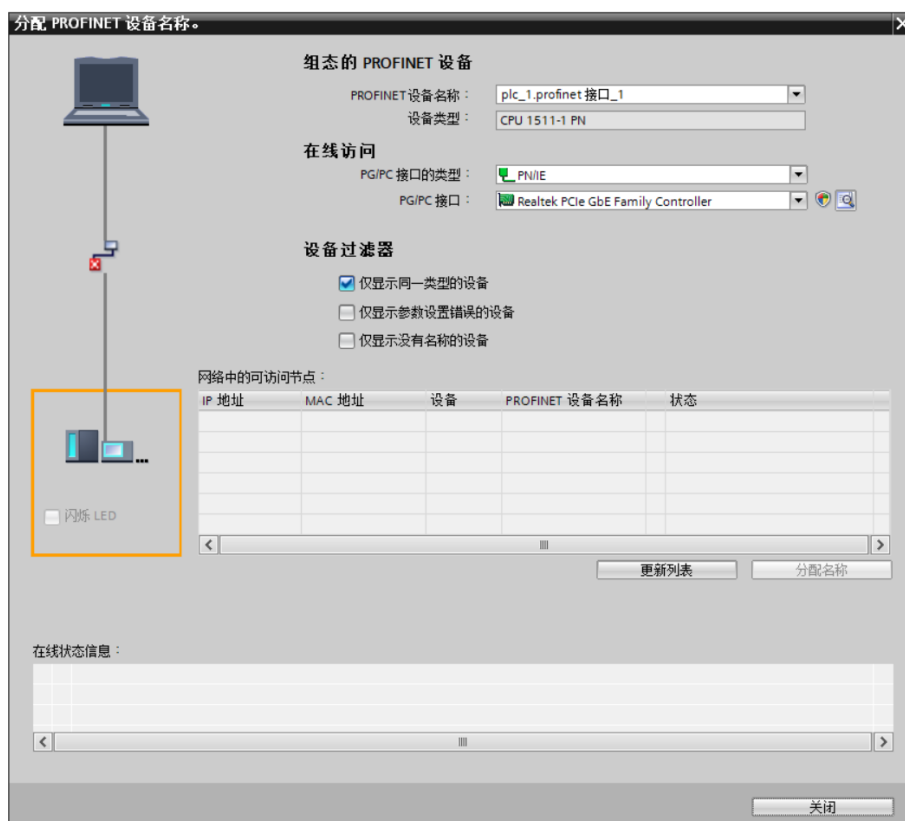 分配 PROFINET 设备名称。
组态的 PROFINET 设备
PROFINET设备名称： plc_1.profinet 接口_1
设备类型： CPU 1511-1 PN
在线访问
PG/PC 接口的类型： PN/IE
PG/PC 接口： Realtek PCIe GbE Family Controller
设备过滤器
仅显示同一类型的设备
仅显示参数设置错误的设备
仅显示没有名称的设备
网络中的可访问节点：
IP 地址 MAC 地址 设备 PROFINET 设备名称 状态
闪烁 LED
更新列表 分配名称
在线状态信息：
关闭